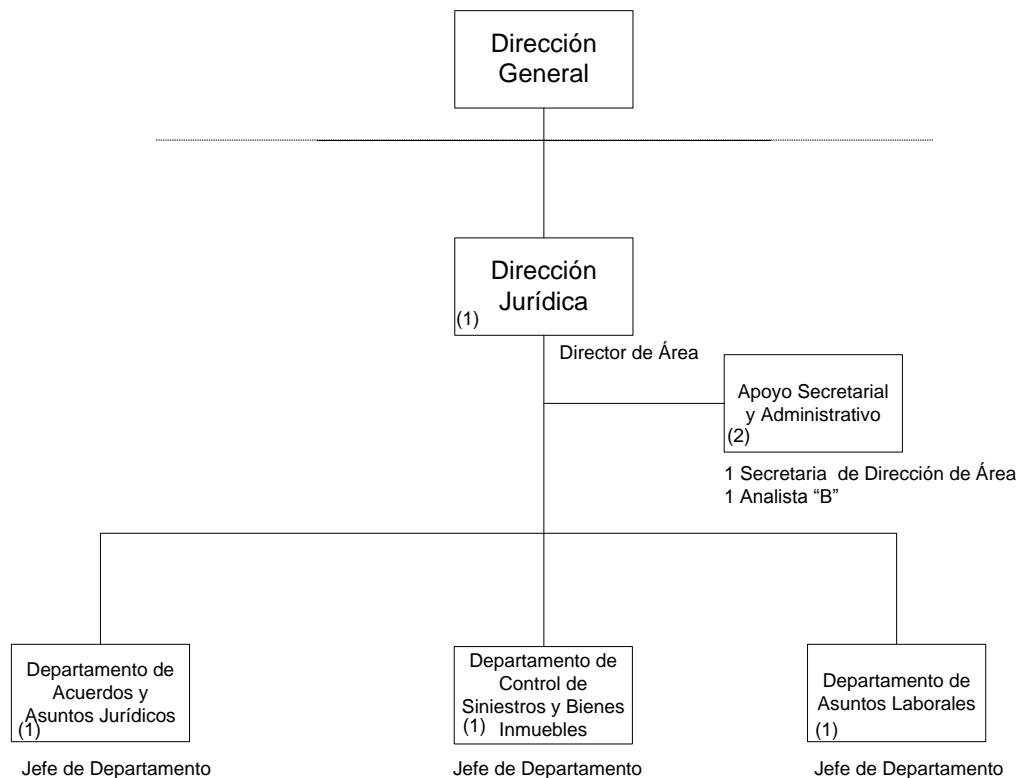 Dirección
General
Dirección
Jurídica
(1)
Director de Área
Apoyo Secretarial
y Administrativo
(2)
1 Secretaria de Dirección de Área
1 Analista “B”
Departamento de
Acuerdos y
Asuntos Jurídicos
(1)
Jefe de Departamento
Departamento de
Control de
Siniestros y Bienes
(1) Inmuebles
Jefe de Departamento
Departamento de
Asuntos Laborales
(1)
Jefe de Departamento